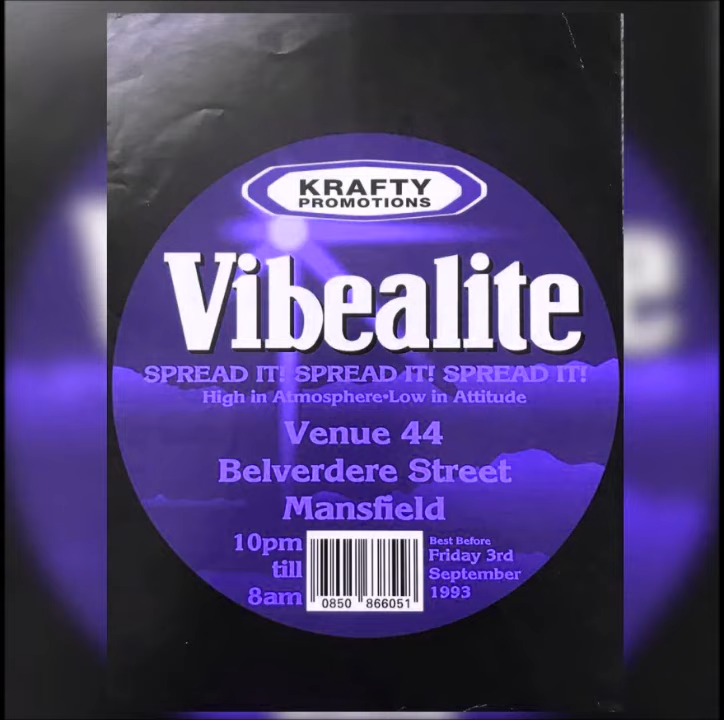 KRAFTY
PROMOTIONS
Vibealite
SPREAD IT! SPREAD IT! SPREAD IT!
High in Atmosphere•Low in Attitude
Venue 44
Belverdere Street
Mansfield
10pm
till
8am
0850 866051
Best Before
Friday 3rd
September
1993